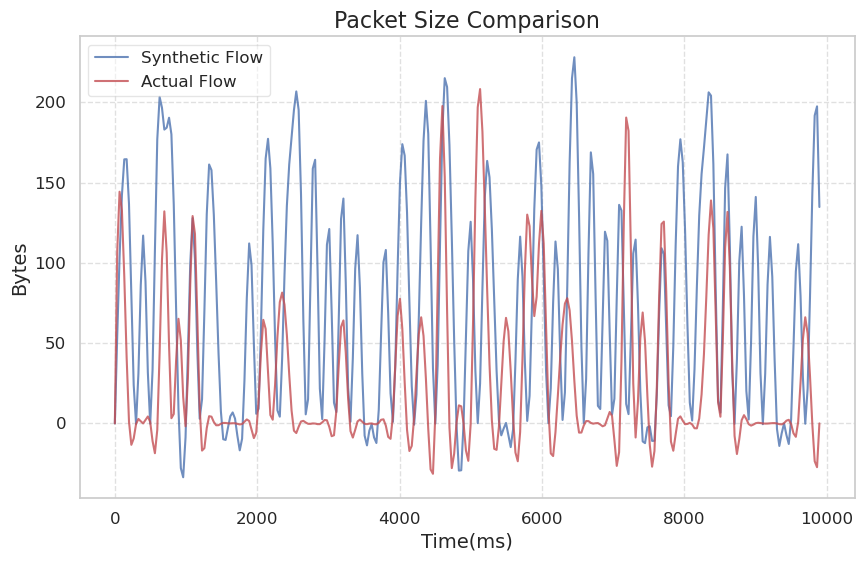 Packet Size Comparison
Synthetic Flow
Actual Flow
200
150
100
50
0
Bytes
0 2000 4000 6000 8000 10000
Time(ms)